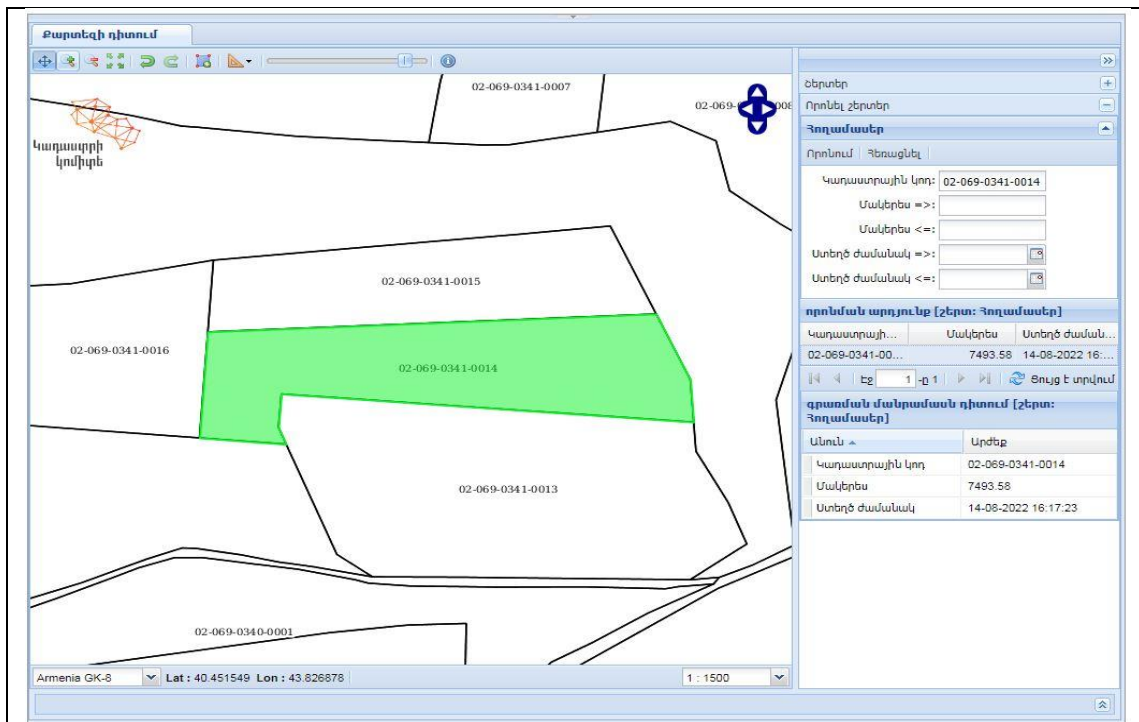 Քարտեզի դիտում
02-069-0341-0007
Կադաստրի
կոմիտե
02-069-0341-0015
02-069-0341-0016
02-069-0341-0014
02-069-0341-0013
02-069-0340-0001
Armenia GK-8 Lat : 40.451549 Lon : 43.826878 1 : 1500
Շերտեր
Որոնել շերտեր
Հողամասեր
Որոնում Հեռացնել
Կադաստրային կոդ: 02-069-0341-0014
Մակերես =>:
Մակերես <=:
Ստեղծ ժամանակ =>:
Ստեղծ ժամանակ <=:
որոնման արդյունք [շերտ: Հողամասեր]
Կադաստրայի... Մակերես Ստեղծ ժաման...
02-069-0341-00... 7493.58 14-08-2022 16:...
Էջ 1 -ը 1 Ցույց է տրվում
գրառման մանրամասն դիտում [շերտ:
Հողամասեր]
Անուն Արժեք
Կադաստրային կոդ 02-069-0341-0014
Մակերես 7493.58
Ստեղծ ժամանակ 14-08-2022 16:17:23